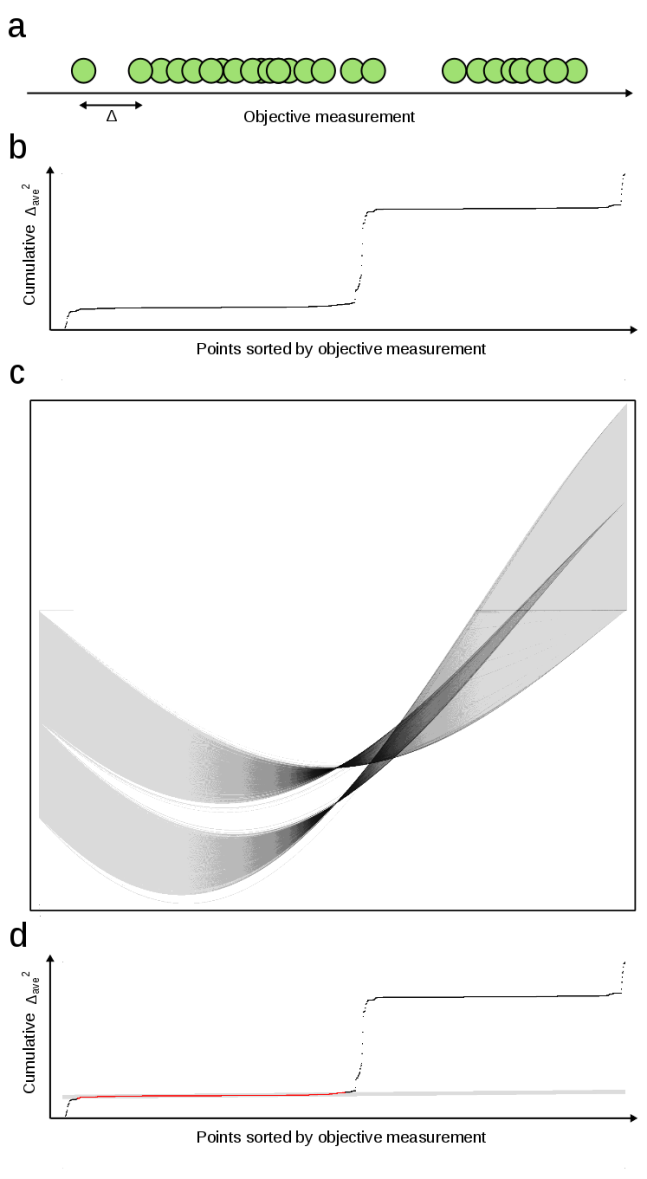 a
Δ
Objective measurement
b
Cumulative Δave²
Points sorted by objective measurement
c
d
Cumulative Δave²
Points sorted by objective measurement